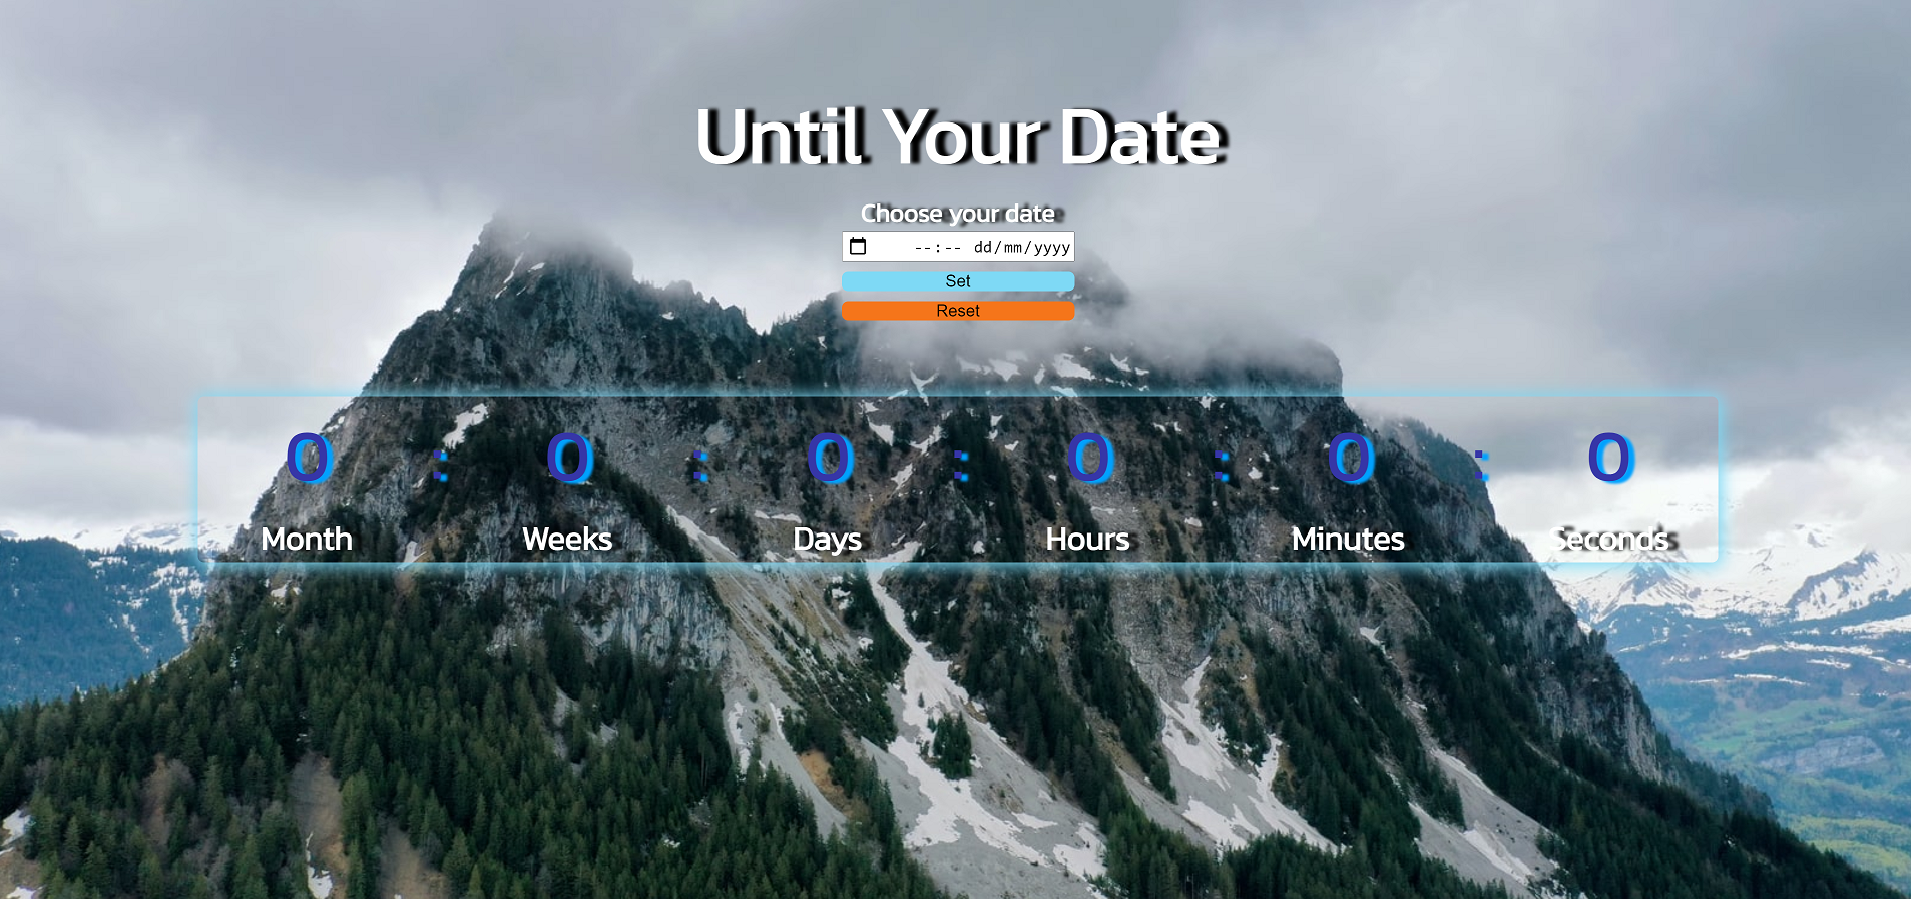 Until Your Date
Choose your date
--:-- dd/mm/yyyy
Set
Reset
0 : 0 : 0 : 0 : 0 : 0
Month Weeks Days Hours Minutes Seconds